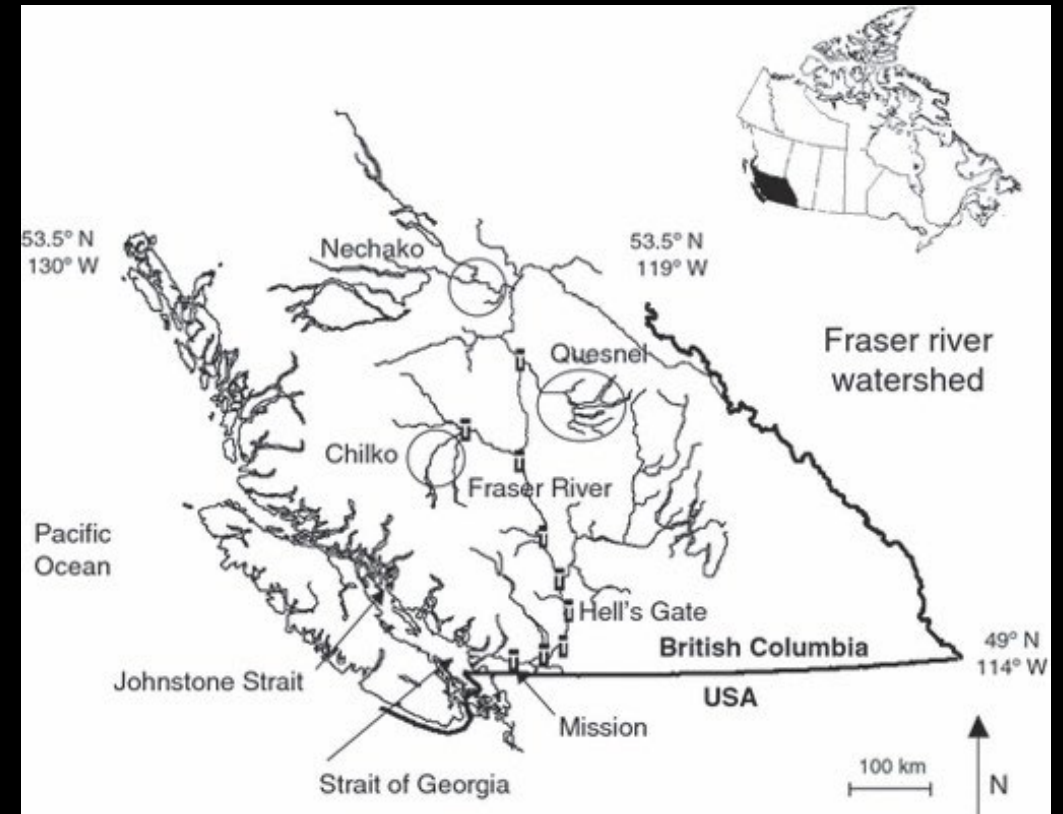 53.5° N
130° W
Nechako
53.5° N
119° W
Quesnel
Fraser river
watershed
Chilko
Fraser River
Pacific
Ocean
Hell's Gate
British Columbia
49° N
114° W
Johnstone Strait
USA
Mission
Strait of Georgia
100 km
N